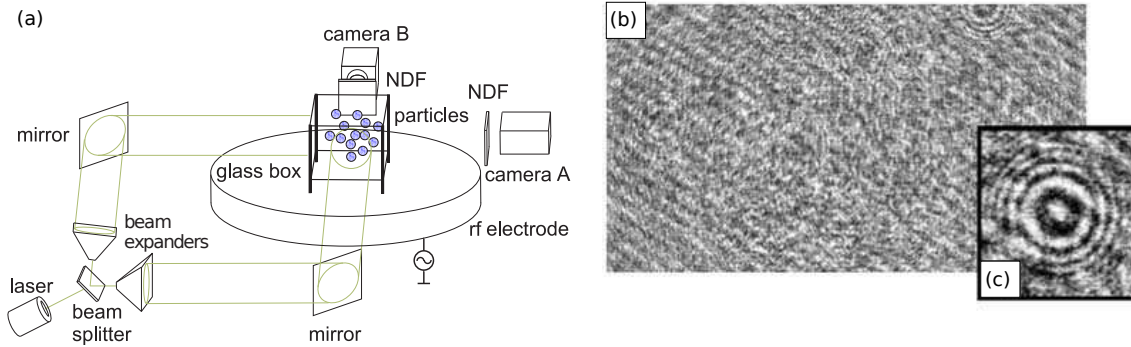 (a)
camera B
NDF
particles
NDF
mirror
glass box
camera A
beam
expanders
rf electrode
laser
beam
splitter
mirror
(b)
(c)